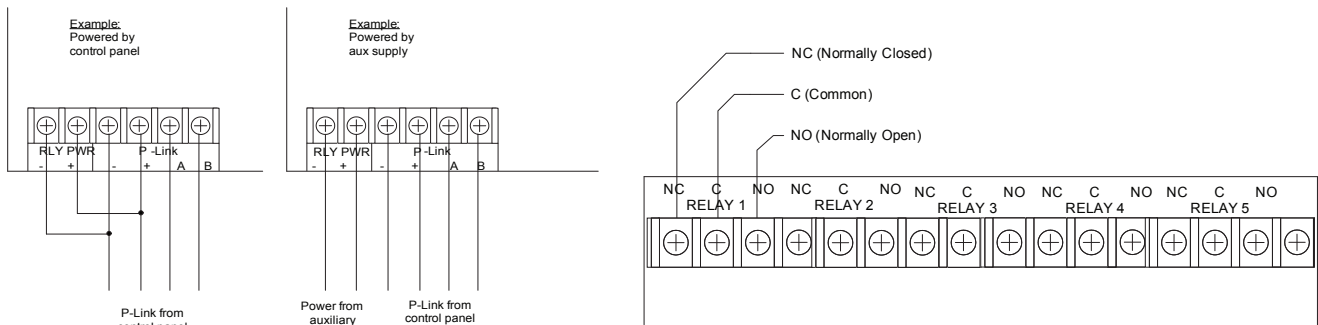 Example:
Powered by
control panel
RLY PWR P -Link
- + - + A B
P-Link from
control panel
Example:
Powered by
aux supply
RLY PWR P -Link
- + - + A B
Power from
auxiliary
P-Link from
control panel
NC (Normally Closed)
C (Common)
NO (Normally Open)
NC C NO NC C NO NC C NO NC C NO NC C NO
RELAY 1 RELAY 2 RELAY 3 RELAY 4 RELAY 5